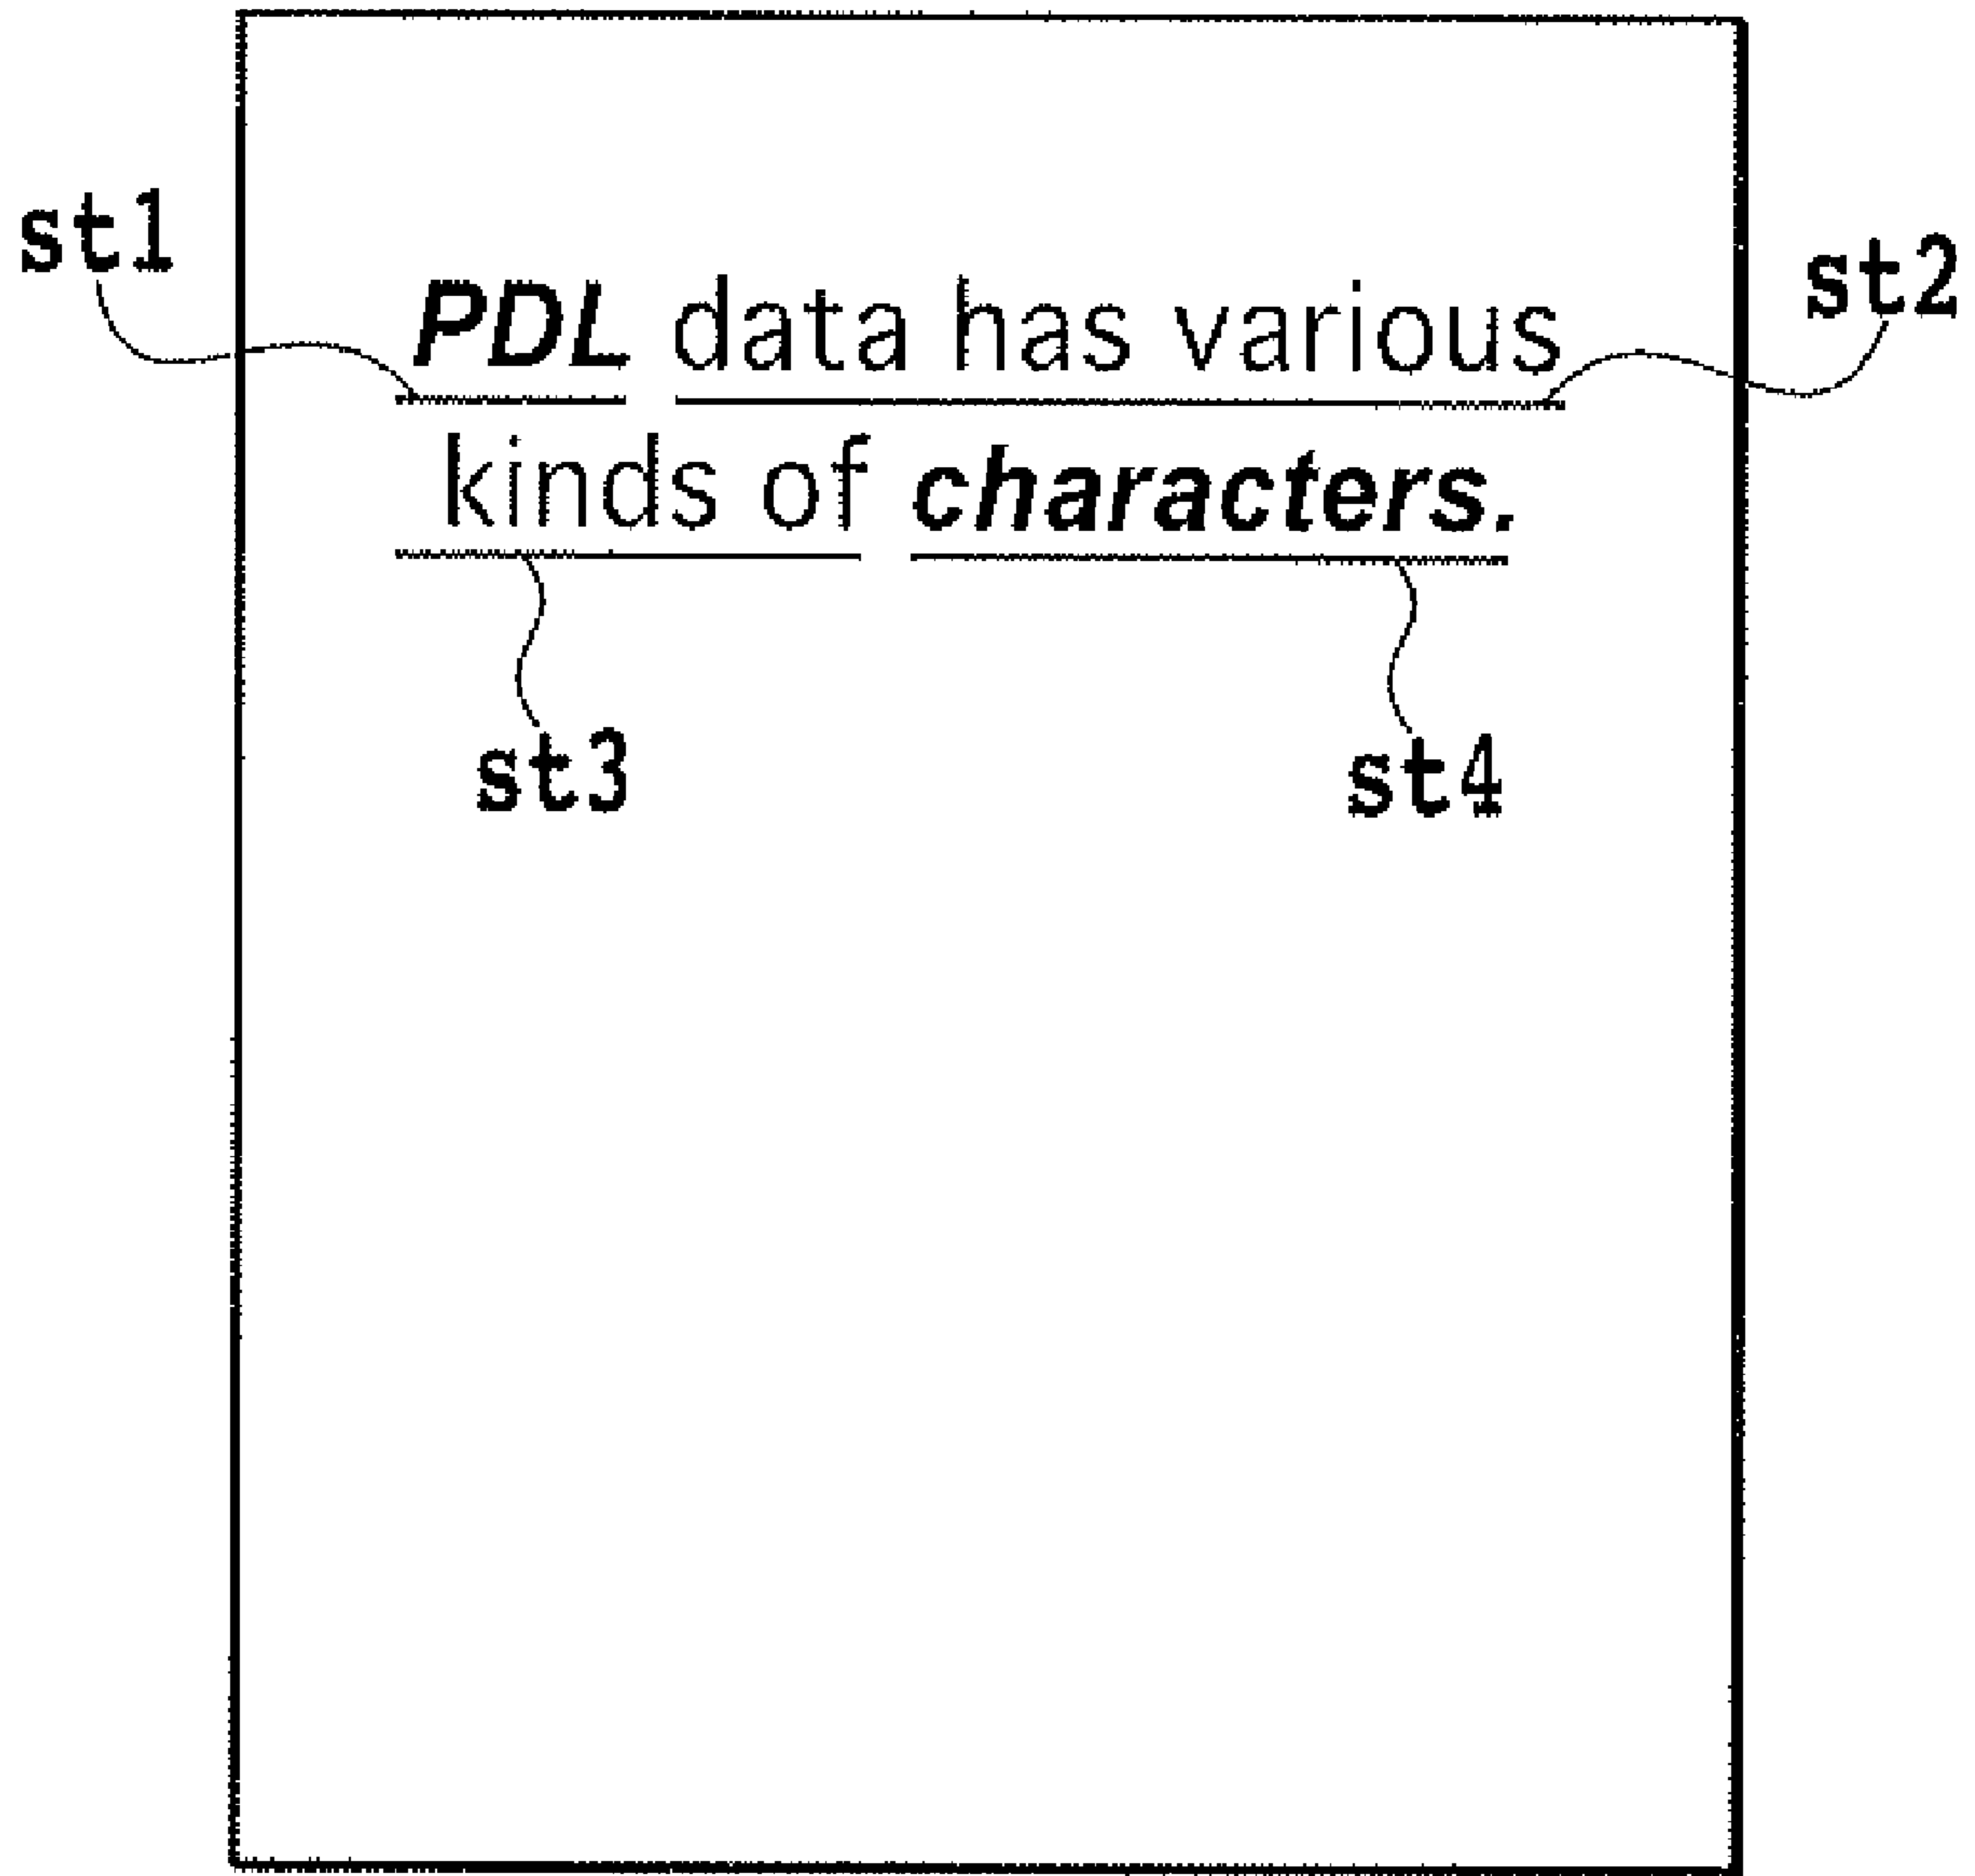 st1
st2
PDL data has various
kinds of characters.
st3
st4